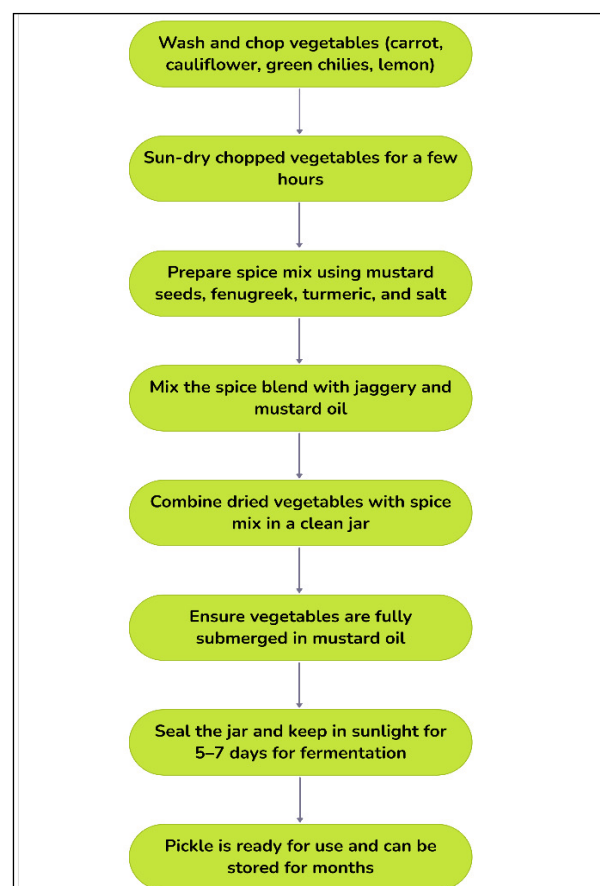 Wash and chop vegetables (carrot,
cauliflower, green chilies, lemon)
Sun-dry chopped vegetables for a few
hours
Prepare spice mix using mustard
seeds, fenugreek, turmeric, and salt
Mix the spice blend with jaggery and
mustard oil
Combine dried vegetables with spice
mix in a clean jar
Ensure vegetables are fully
submerged in mustard oil
Seal the jar and keep in sunlight for
5–7 days for fermentation
Pickle is ready for use and can be
stored for months